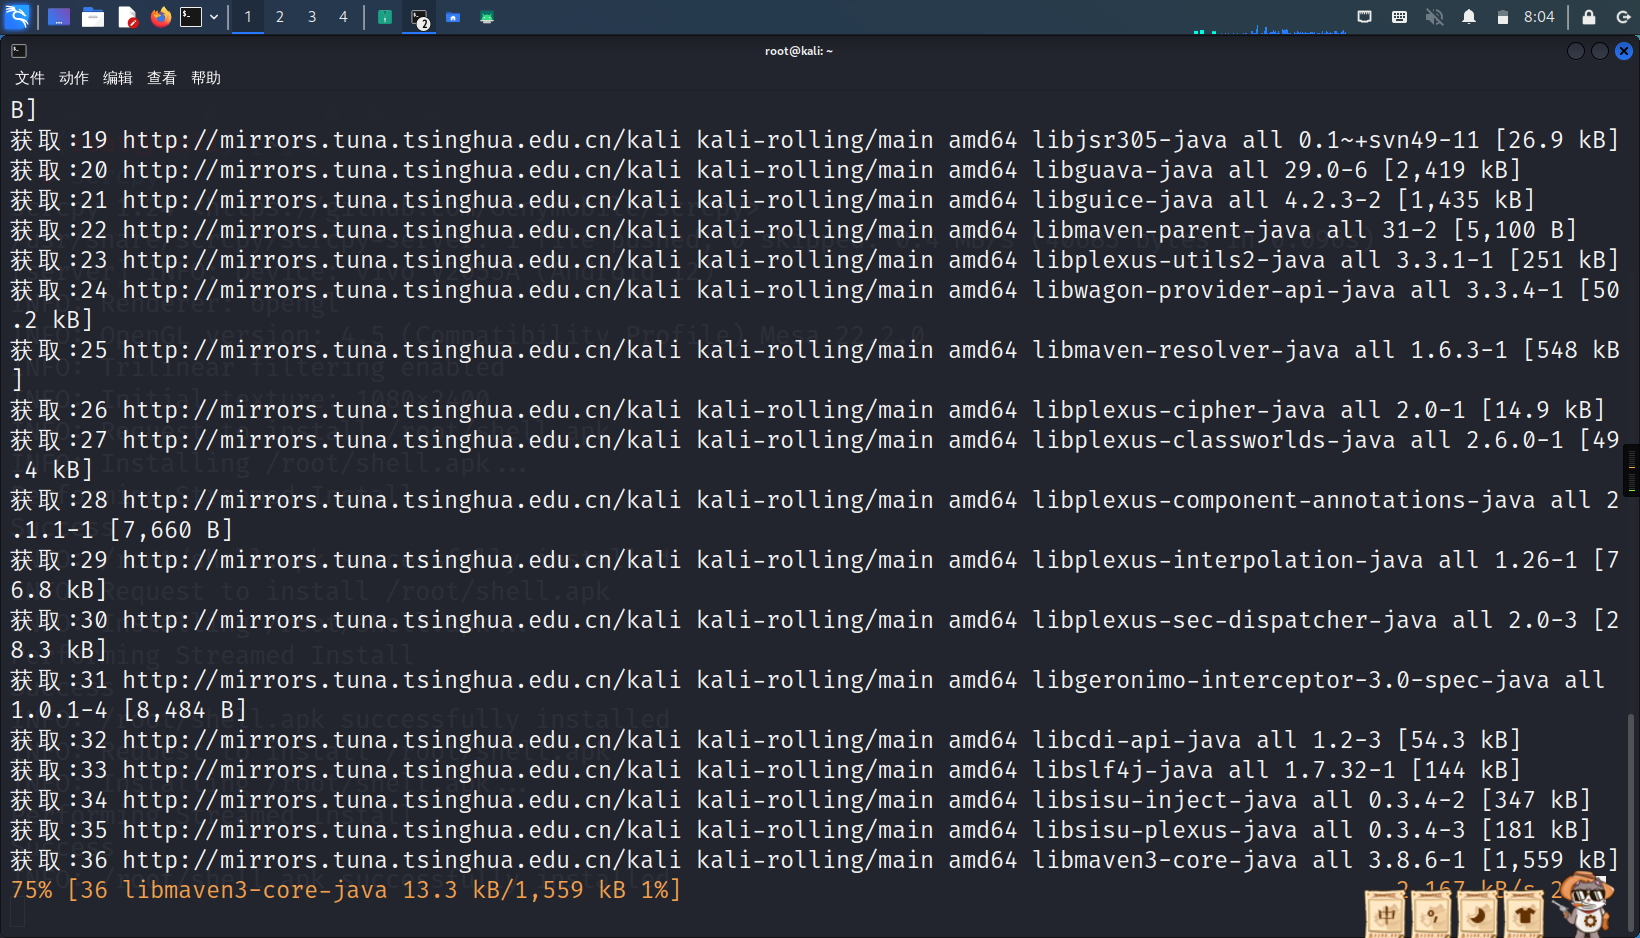 1 2 3 4 2 8:04
root@kali: ~
文件 动作 编辑 查看 帮助
B]
获取:19 http://mirrors.tuna.tsinghua.edu.cn/kali kali-rolling/main amd64 libjsr305-java all 0.1~+svn49-11 [26.9 kB]
获取:20 http://mirrors.tuna.tsinghua.edu.cn/kali kali-rolling/main amd64 libguava-java all 29.0-6 [2,419 kB]
获取:21 http://mirrors.tuna.tsinghua.edu.cn/kali kali-rolling/main amd64 libguice-java all 4.2.3-2 [1,435 kB]
获取:22 http://mirrors.tuna.tsinghua.edu.cn/kali kali-rolling/main amd64 libmaven-parent-java all 31-2 [5,100 B]
获取:23 http://mirrors.tuna.tsinghua.edu.cn/kali kali-rolling/main amd64 libplexus-utils2-java all 3.3.1-1 [251 kB]
获取:24 http://mirrors.tuna.tsinghua.edu.cn/kali kali-rolling/main amd64 libwagon-provider-api-java all 3.3.4-1 [50
.2 kB]
获取:25 http://mirrors.tuna.tsinghua.edu.cn/kali kali-rolling/main amd64 libmaven-resolver-java all 1.6.3-1 [548 kB
]
获取:26 http://mirrors.tuna.tsinghua.edu.cn/kali kali-rolling/main amd64 libplexus-cipher-java all 2.0-1 [14.9 kB]
获取:27 http://mirrors.tuna.tsinghua.edu.cn/kali kali-rolling/main amd64 libplexus-classworlds-java all 2.6.0-1 [49
.4 kB]
获取:28 http://mirrors.tuna.tsinghua.edu.cn/kali kali-rolling/main amd64 libplexus-component-annotations-java all 2
.1.1-1 [7,660 B]
获取:29 http://mirrors.tuna.tsinghua.edu.cn/kali kali-rolling/main amd64 libplexus-interpolation-java all 1.26-1 [7
6.8 kB]
获取:30 http://mirrors.tuna.tsinghua.edu.cn/kali kali-rolling/main amd64 libplexus-sec-dispatcher-java all 2.0-3 [2
8.3 kB]
获取:31 http://mirrors.tuna.tsinghua.edu.cn/kali kali-rolling/main amd64 libgeronimo-interceptor-3.0-spec-java all
1.0.1-4 [8,484 B]
获取:32 http://mirrors.tuna.tsinghua.edu.cn/kali kali-rolling/main amd64 libcdi-api-java all 1.2-3 [54.3 kB]
获取:33 http://mirrors.tuna.tsinghua.edu.cn/kali kali-rolling/main amd64 libslf4j-java all 1.7.32-1 [144 kB]
获取:34 http://mirrors.tuna.tsinghua.edu.cn/kali kali-rolling/main amd64 libsisu-inject-java all 0.3.4-2 [347 kB]
获取:35 http://mirrors.tuna.tsinghua.edu.cn/kali kali-rolling/main amd64 libsisu-plexus-java all 0.3.4-3 [181 kB]
获取:36 http://mirrors.tuna.tsinghua.edu.cn/kali kali-rolling/main amd64 libmaven3-core-java all 3.8.6-1 [1,559 kB]
75% [36 libmaven3-core-java 13.3 kB/1,559 kB 1%] 2,167 kB/s
中